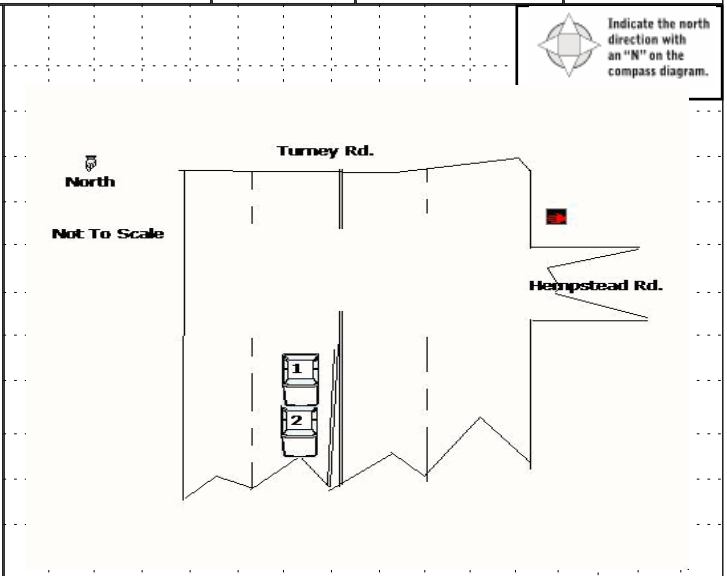 Indicate the north
direction with
an "N" on the
compass diagram.
Turney Rd.
North
Not To Scale
Hempstead Rd.
1
2